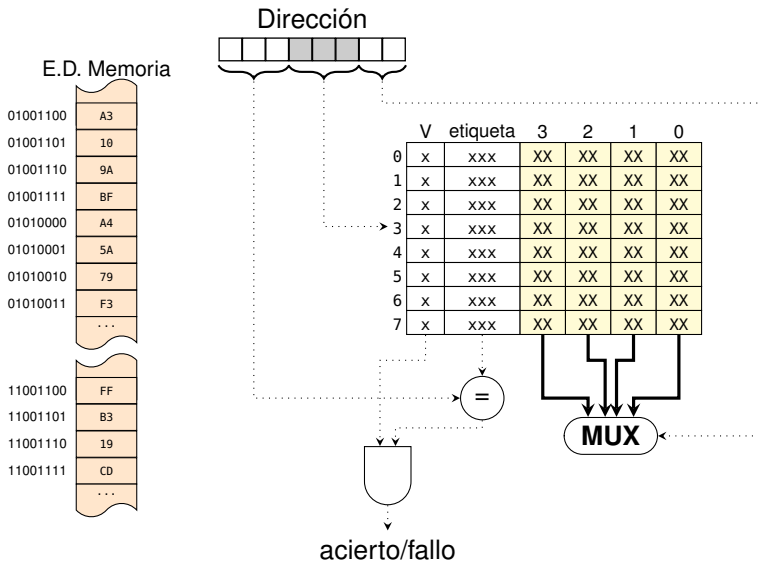 Dirección
E.D. Memoria
01001100 A3
01001101 10
01001110 9A
01001111 BF
01010000 A4
01010001 5A
01010010 79
01010011 F3
...
11001100 FF
11001101 B3
11001110 19
11001111 CD
...
V etiqueta 3 2 1 0
0 x xxx XX XX XX XX
1 x xxx XX XX XX XX
2 x xxx XX XX XX XX
3 x xxx XX XX XX XX
4 x xxx XX XX XX XX
5 x xxx XX XX XX XX
6 x xxx XX XX XX XX
7 x xxx XX XX XX XX
=
MUX
acierto/fallo